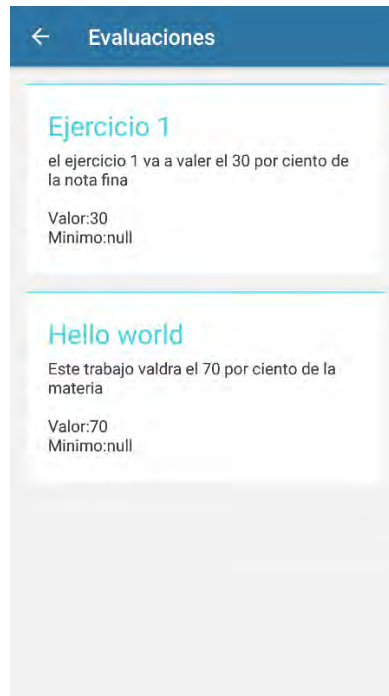 Evaluaciones
Ejercicio 1
el ejercicio 1 va a valer el 30 por ciento de
la nota fina
Valor:30
Minimo:null
Hello world
Este trabajo valdra el 70 por ciento de la
materia
Valor:70
Minimo:null